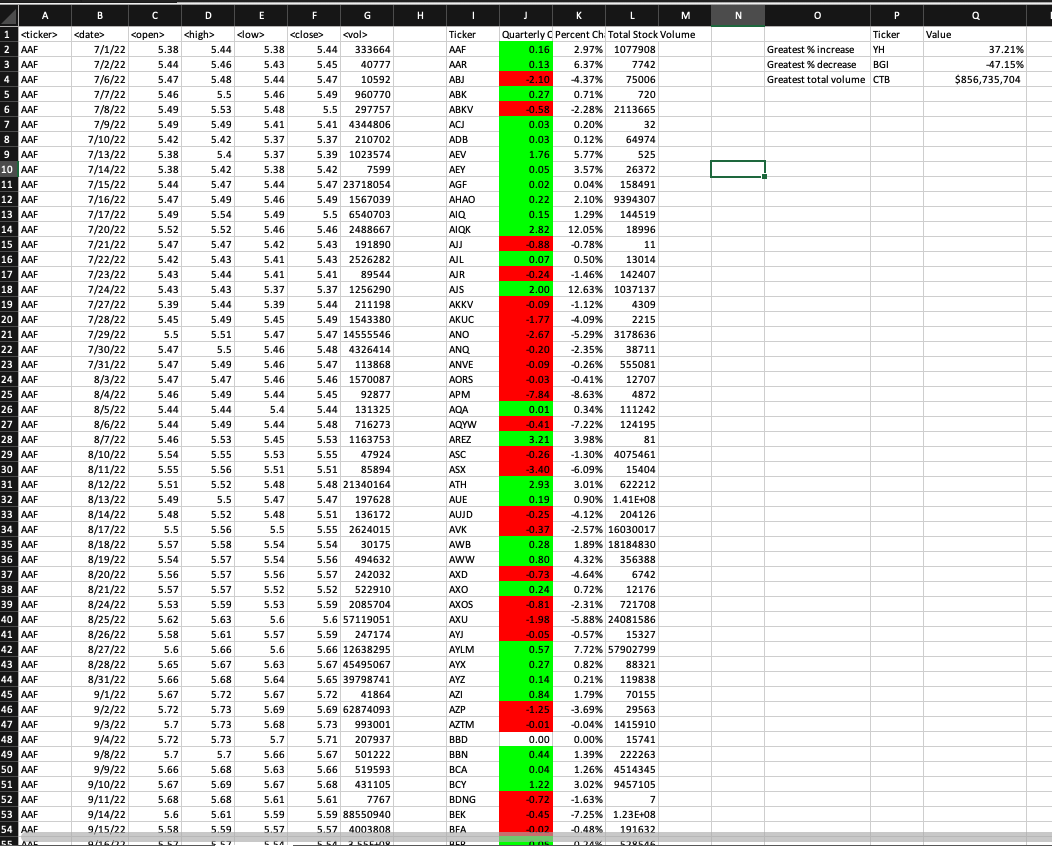 A B C D E F G H I J K L M N O P Q
1 <ticker> <date> <open> <high> <low> <close> <vol> Ticker Quarterly C Percent Ch Total Stock Volume Ticker Value
2 AAF 7/1/22 5.38 5.44 5.38 5.44 333664 AAF 0.16 2.97% 1077908 Greatest % increase YH 37.21%
3 AAF 7/2/22 5.44 5.46 5.43 5.45 40777 AAR 0.13 6.37% 7742 Greatest % decrease BGI -47.15%
4 AAF 7/6/22 5.47 5.48 5.44 5.47 10592 ABJ -2.10 -4.37% 75006 Greatest total volume CTB $856,735,704
5 AAF 7/7/22 5.46 5.5 5.46 5.49 960770 ABK 0.27 0.71% 720
6 AAF 7/8/22 5.49 5.53 5.48 5.5 297757 ABKV -0.58 -2.28% 2113665
7 AAF 7/9/22 5.49 5.49 5.41 5.41 4344806 ACJ 0.03 0.20% 32
8 AAF 7/10/22 5.42 5.42 5.37 5.37 210702 ADB 0.03 0.12% 64974
9 AAF 7/13/22 5.38 5.4 5.37 5.39 1023574 AEV 1.76 5.77% 525
10 AAF 7/14/22 5.38 5.42 5.38 5.42 7599 AEY 0.05 3.57% 26372
11 AAF 7/15/22 5.44 5.47 5.44 5.47 23718054 AGF 0.02 0.04% 158491
12 AAF 7/16/22 5.47 5.49 5.46 5.49 1567039 AHAO 0.22 2.10% 9394307
13 AAF 7/17/22 5.49 5.54 5.49 5.5 6540703 AIQ 0.15 1.29% 144519
14 AAF 7/20/22 5.52 5.52 5.46 5.46 2488667 AIQK 2.82 12.05% 18996
15 AAF 7/21/22 5.47 5.47 5.42 5.43 191890 AJJ -0.88 -0.78% 11
16 AAF 7/22/22 5.42 5.43 5.41 5.43 2526282 AJL 0.07 0.50% 13014
17 AAF 7/23/22 5.43 5.44 5.41 5.41 89544 AJR -0.24 -1.46% 142407
18 AAF 7/24/22 5.43 5.43 5.37 5.37 1256290 AJS 2.00 12.63% 1037137
19 AAF 7/27/22 5.39 5.44 5.39 5.44 211198 AKKV -0.09 -1.12% 4309
20 AAF 7/28/22 5.45 5.49 5.45 5.49 1543380 AKUC -1.77 -4.09% 2215
21 AAF 7/29/22 5.5 5.51 5.47 5.47 14555546 ANO -2.67 -5.29% 3178636
22 AAF 7/30/22 5.47 5.5 5.46 5.48 4326414 ANQ -0.20 -2.35% 38711
23 AAF 7/31/22 5.47 5.49 5.46 5.47 113868 ANVE -0.09 -0.26% 555081
24 AAF 8/3/22 5.47 5.47 5.46 5.46 1570087 AORS -0.03 -0.41% 12707
25 AAF 8/4/22 5.46 5.49 5.44 5.45 92877 APM -7.84 -8.63% 4872
26 AAF 8/5/22 5.44 5.44 5.4 5.44 131325 AQA 0.01 0.34% 111242
27 AAF 8/6/22 5.44 5.49 5.44 5.48 716273 AQYW -0.41 -7.22% 124195
28 AAF 8/7/22 5.46 5.53 5.45 5.53 1163753 AREZ 3.21 3.98% 81
29 AAF 8/10/22 5.54 5.55 5.53 5.55 47924 ASC -0.26 -1.30% 4075461
30 AAF 8/11/22 5.55 5.56 5.51 5.51 85894 ASX -3.40 -6.09% 15404
31 AAF 8/12/22 5.51 5.52 5.48 5.48 21340164 ATH 2.93 3.01% 622212
32 AAF 8/13/22 5.49 5.5 5.47 5.47 197628 AUE 0.19 0.90% 1.41E+08
33 AAF 8/14/22 5.48 5.52 5.48 5.51 136172 AUJD -0.25 -4.12% 204126
34 AAF 8/17/22 5.5 5.56 5.5 5.55 2624015 AVK -0.37 -2.57% 16030017
35 AAF 8/18/22 5.57 5.58 5.54 5.54 30175 AWB 0.28 1.89% 18184830
36 AAF 8/19/22 5.54 5.57 5.54 5.56 494632 AWW 0.80 4.32% 356388
37 AAF 8/20/22 5.56 5.57 5.56 5.57 242032 AXD -0.73 -4.64% 6742
38 AAF 8/21/22 5.57 5.57 5.52 5.52 522910 AXO 0.24 0.72% 12176
39 AAF 8/24/22 5.53 5.59 5.53 5.59 2085704 AXOS -0.81 -2.31% 721708
40 AAF 8/25/22 5.62 5.63 5.6 5.6 57119051 AXU -1.98 -5.88% 24081586
41 AAF 8/26/22 5.58 5.61 5.57 5.59 247174 AYJ -0.05 -0.57% 15327
42 AAF 8/27/22 5.6 5.66 5.6 5.66 12638295 AYLM 0.57 7.72% 57902799
43 AAF 8/28/22 5.65 5.67 5.63 5.67 45495067 AYX 0.27 0.82% 88321
44 AAF 8/31/22 5.66 5.68 5.64 5.65 39798741 AYZ 0.14 0.21% 119838
45 AAF 9/1/22 5.67 5.72 5.67 5.72 41864 AZI 0.84 1.79% 70155
46 AAF 9/2/22 5.72 5.73 5.69 5.69 62874093 AZP -1.25 -3.69% 29563
47 AAF 9/3/22 5.7 5.73 5.68 5.73 993001 AZTM -0.01 -0.04% 1415910
48 AAF 9/4/22 5.72 5.73 5.7 5.71 207937 BBD 0.00 0.00% 15741
49 AAF 9/8/22 5.7 5.7 5.66 5.67 501222 BBN 0.44 1.39% 222263
50 AAF 9/9/22 5.66 5.68 5.63 5.66 519593 BCA 0.04 1.26% 4514345
51 AAF 9/10/22 5.67 5.69 5.67 5.68 431105 BCY 1.22 3.02% 9457105
52 AAF 9/11/22 5.68 5.68 5.61 5.61 7767 BDNG -0.72 -1.63% 7
53 AAF 9/14/22 5.6 5.61 5.59 5.59 88550940 BEK -0.45 -7.25% 1.23E+08
54 AAF 9/15/22 5.58 5.59 5.57 5.57 4003808 BFA -0.02 -0.48% 191632